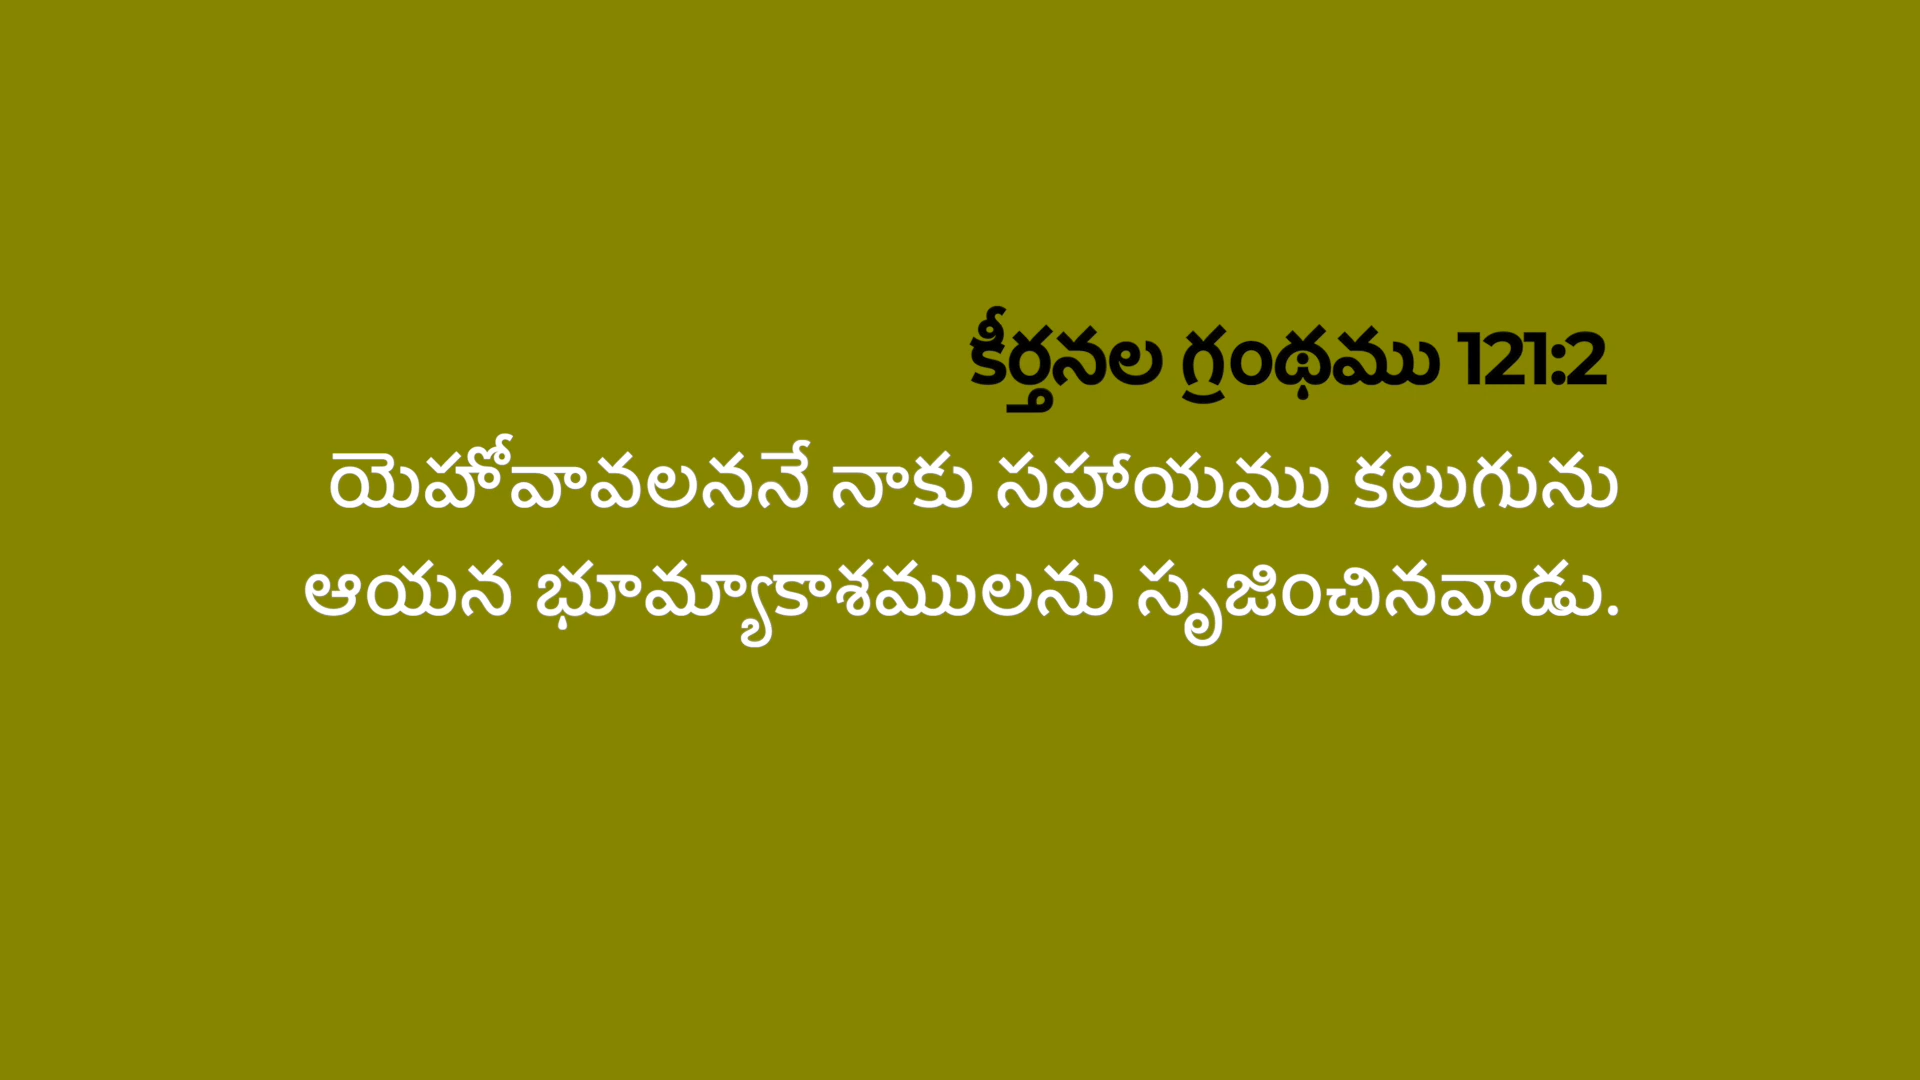 కీర్తనల గ్రంథము 121:2
యెహోవావలననే నాకు సహాయము కలుగును
ఆయన భూమ్యాకాశములను సృజించినవాడు.